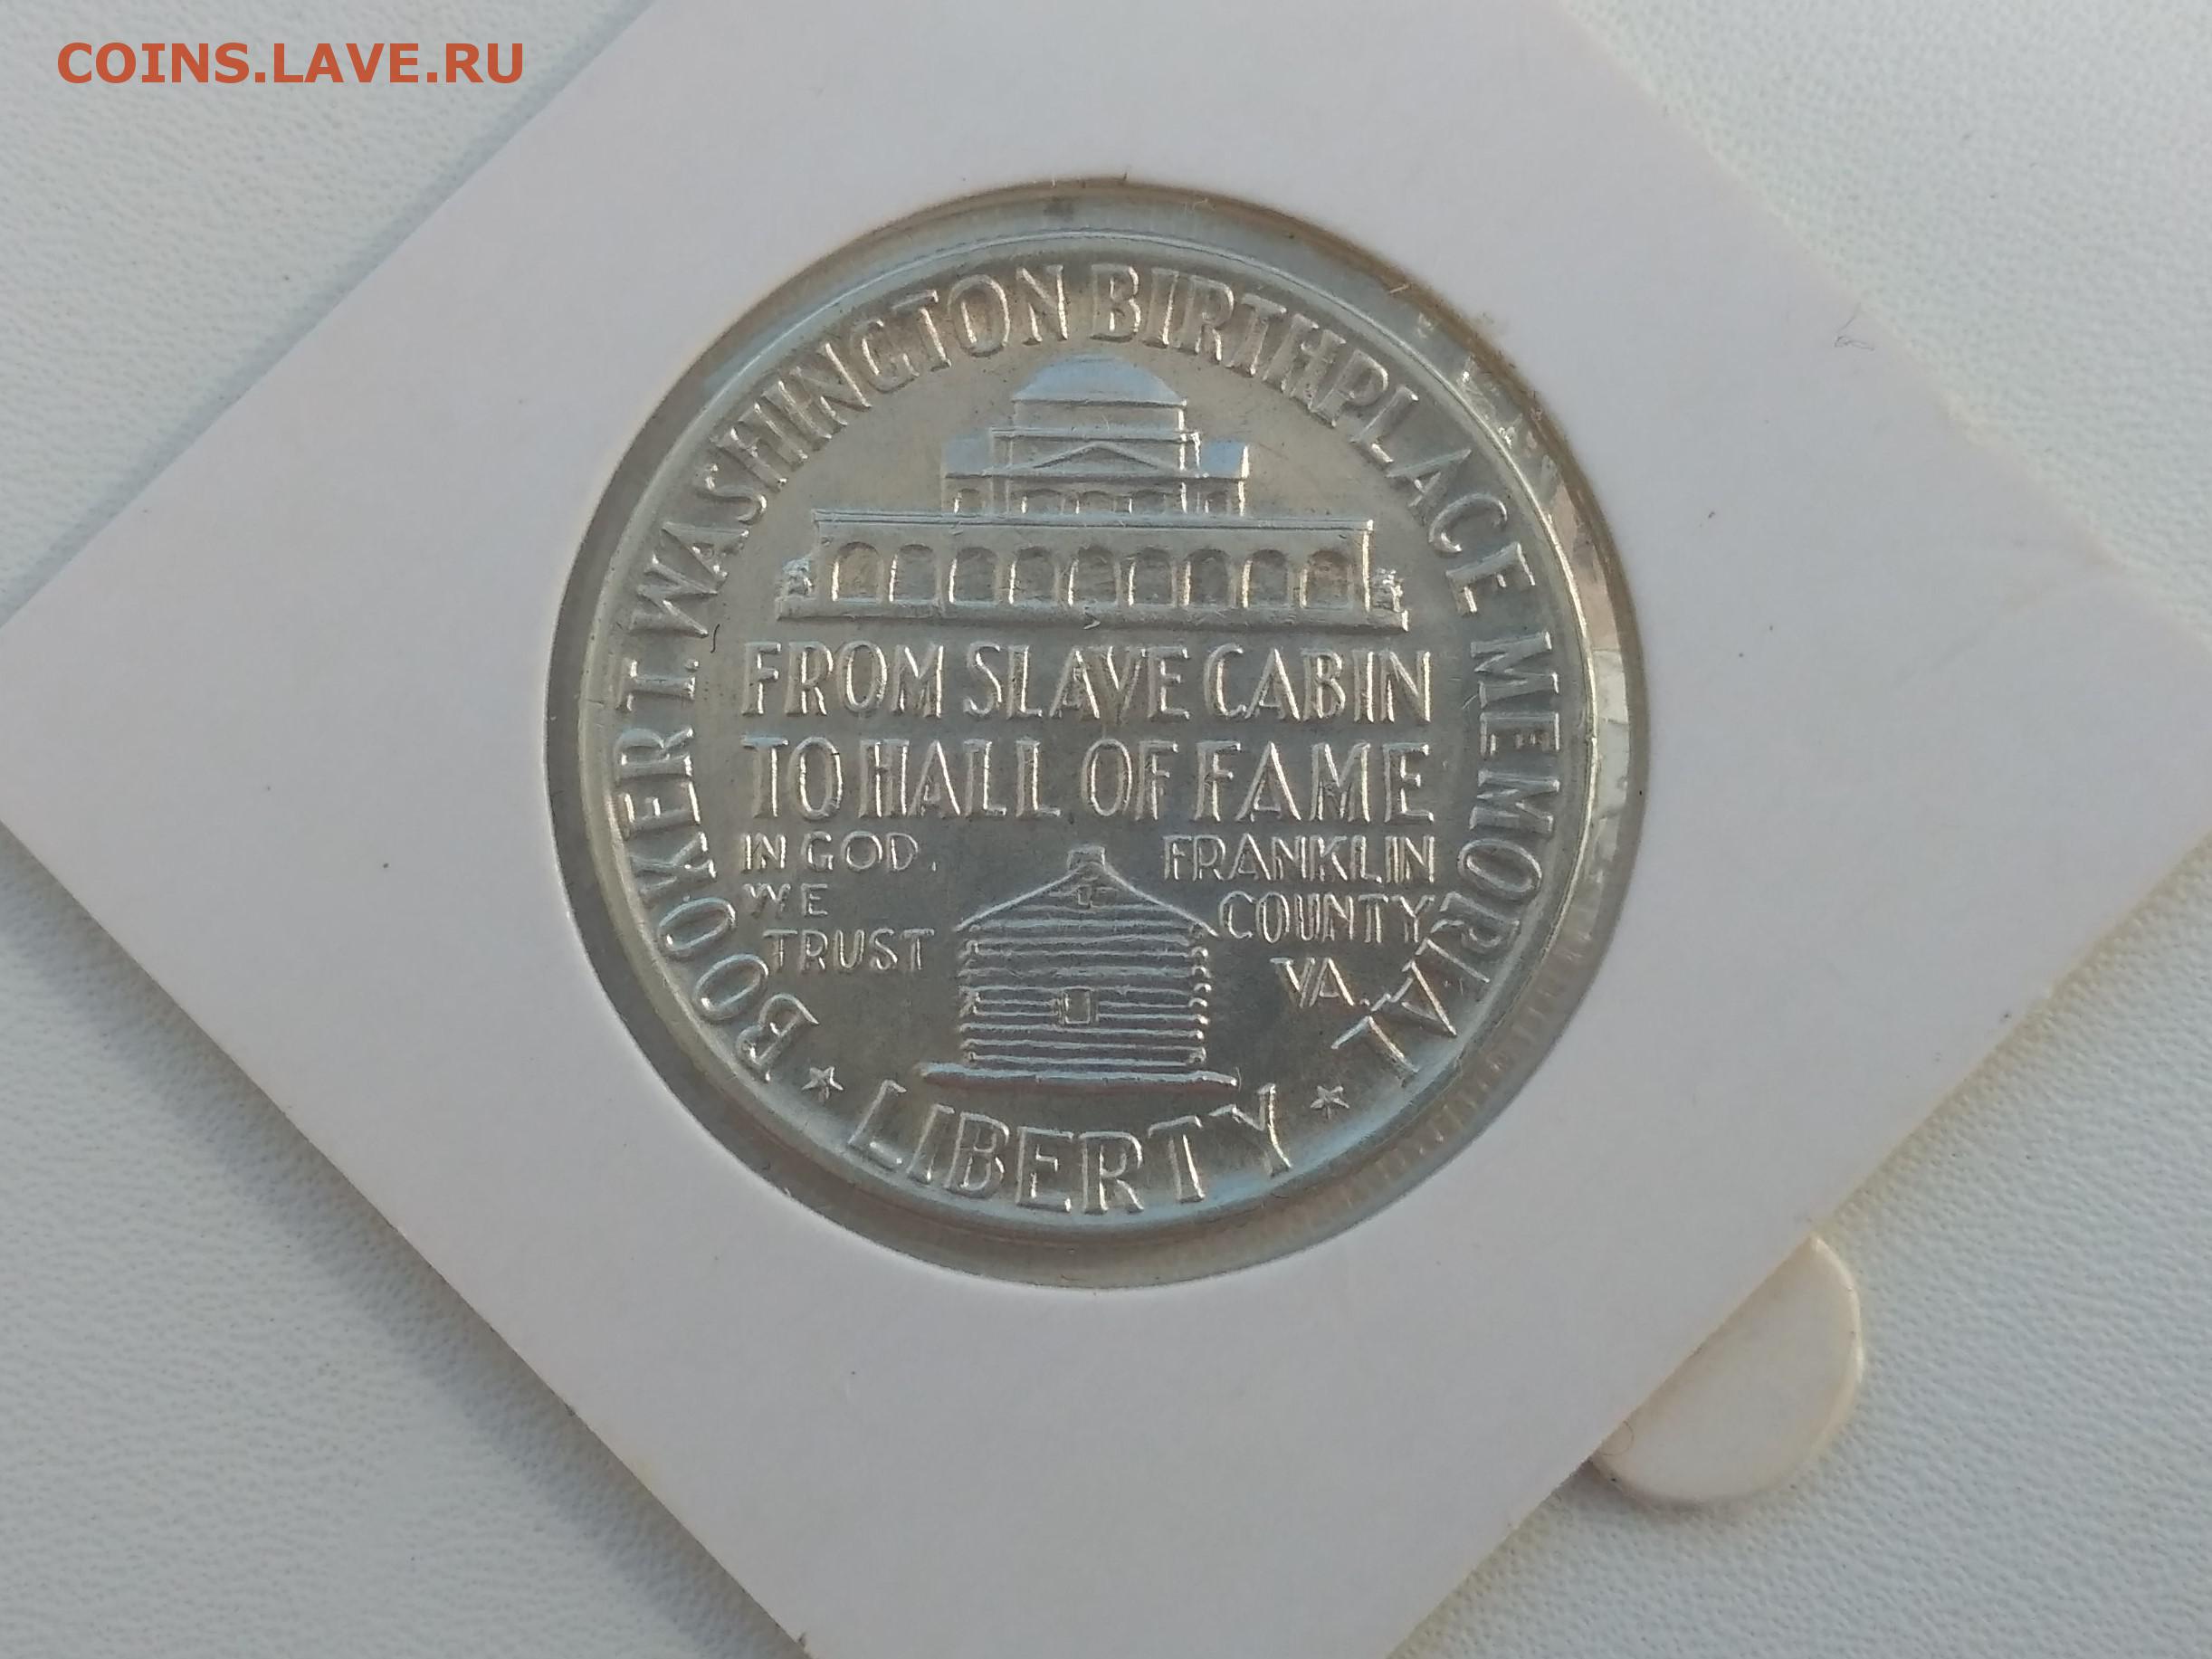 COINS.LAVE.RU
BOOKER T. WASHINGTON BIRTHPLACE MEMORIAL
FROM SLAVE CABIN
TO HALL OF FAME
IN GOD
WE
TRUST
FRANKLIN
COUNTY
VA.
LIBERTY